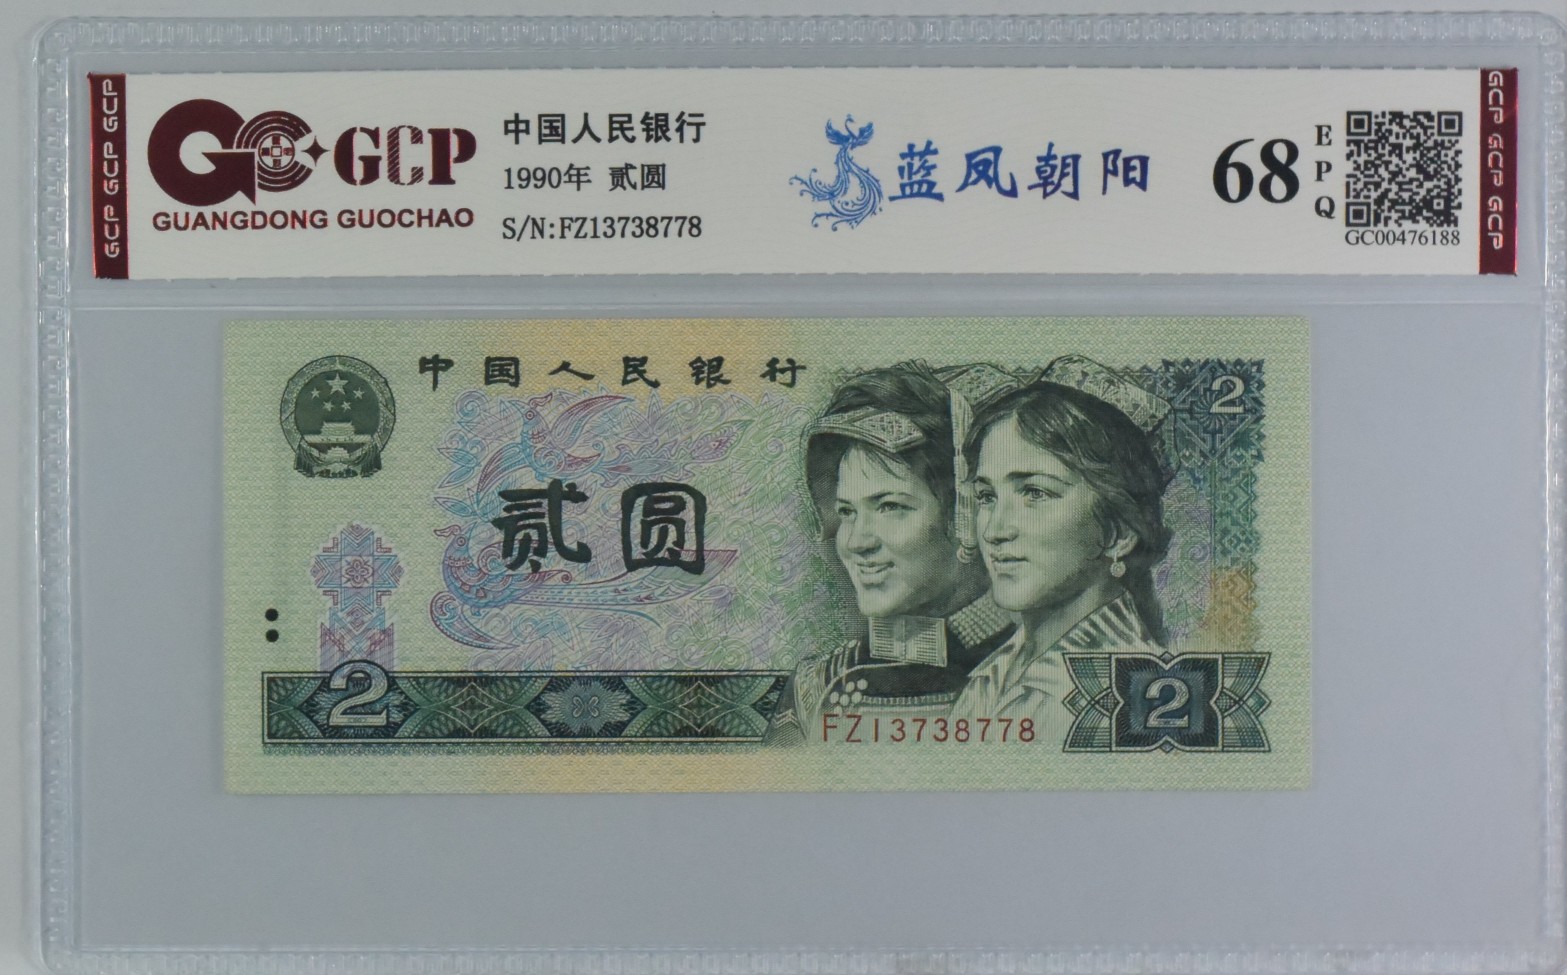 GCP GCP GCP
GCP
GUANGDONG GUOCHAO
中国人民银行
1990年 贰圆
S/N:FZ13738778
蓝凤朝阳
68
EPQ
GC00476188
GCP GCP GCP
中国人民银行
2
贰圆
2
FZ13738778
2